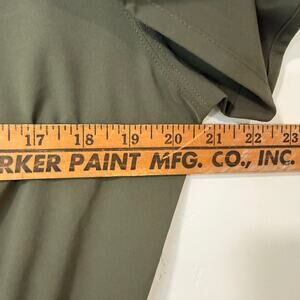 17 18 19 20 21 22 23
RKER PAINT MFG. CO., INC.